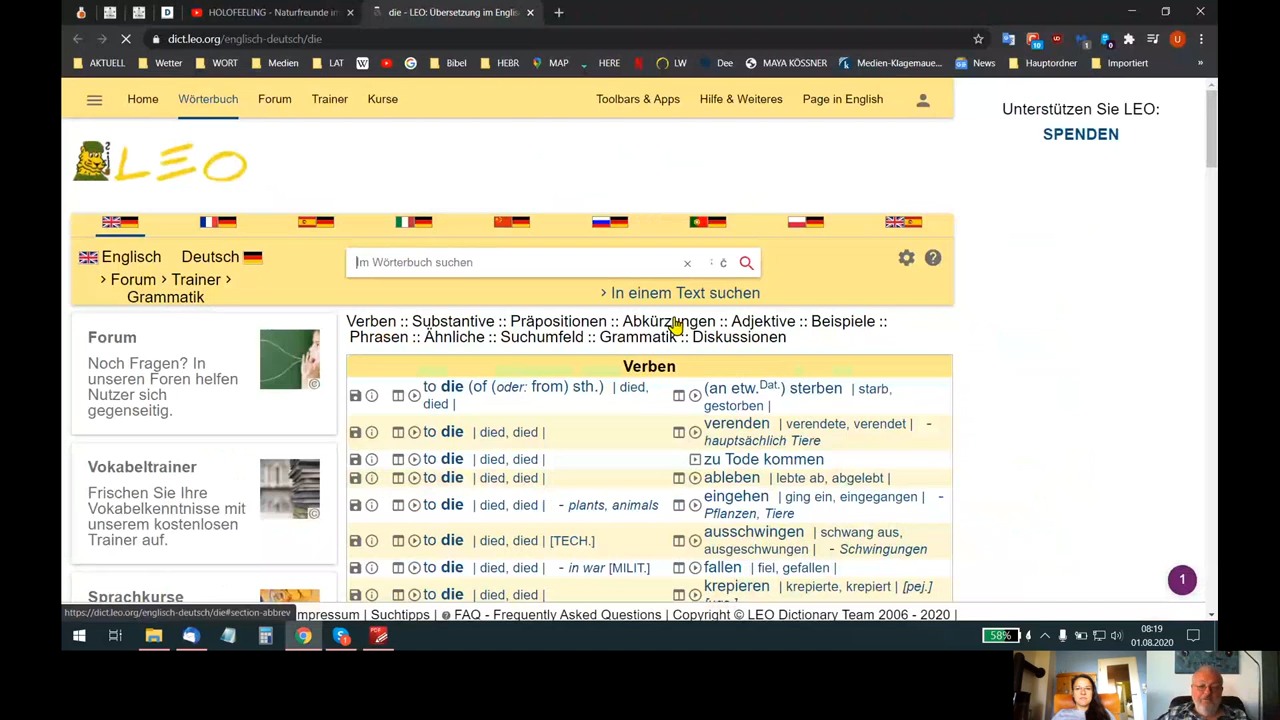 HOLOFEELING - Naturfreunde im
die - LEO: Übersetzung im Englis
dict.leo.org/englisch-deutsch/die
AKTUELL Wetter WORT Medien LAT Bibel HEBR MAP HERE LW Dee MAYA KÖSSNER Medien-Klagemaue... News Hauptordner Importiert
Home Wörterbuch Forum Trainer Kurse Toolbars & Apps Hilfe & Weiteres Page in English
Unterstützen Sie LEO:
SPENDEN
LEO
Englisch Deutsch
› Forum › Trainer ›
Grammatik
Im Wörterbuch suchen
› In einem Text suchen
Verben :: Substantive :: Präpositionen :: Abkürzungen :: Adjektive :: Beispiele ::
Phrasen :: Ähnliche :: Suchumfeld :: Grammatik :: Diskussionen
Forum
Noch Fragen? In
unseren Foren helfen
Nutzer sich
gegenseitig.
Vokabeltrainer
Frischen Sie Ihre
Vokabelkenntnisse mit
unserem kostenlosen
Trainer auf.
Sprachkurse
Verben
to die (of (oder: from) sth.) | died,
died |
(an etw.Dat.) sterben | starb,
gestorben |
to die | died, died |
verenden | verendete, verendet | -
hauptsächlich Tiere
to die | died, died |
zu Tode kommen
to die | died, died |
ableben | lebte ab, abgelebt |
to die | died, died | - plants, animals
eingehen | ging ein, eingegangen | -
Pflanzen, Tiere
to die | died, died | [TECH.]
ausschwingen | schwang aus,
ausgeschwungen | - Schwingungen
to die | died, died | - in war [MILIT.]
fallen | fiel, gefallen |
to die | died, died |
krepieren | krepierte, krepiert | [pej.]
1
https://dict.leo.org/englisch-deutsch/die#section-abbrev
mpressum | Suchtipps | FAQ - Frequently Asked Questions | Copyright © LEO Dictionary Team 2006 - 2020 |
58%
08:19
01.08.2020